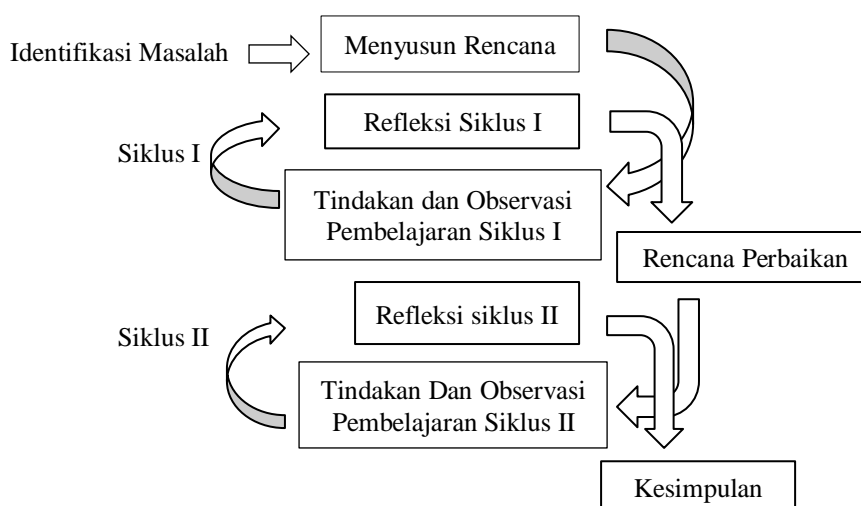 Identifikasi Masalah
Menyusun Rencana
Refleksi Siklus I
Siklus I
Tindakan dan Observasi
Pembelajaran Siklus I
Rencana Perbaikan
Refleksi siklus II
Siklus II
Tindakan Dan Observasi
Pembelajaran Siklus II
Kesimpulan